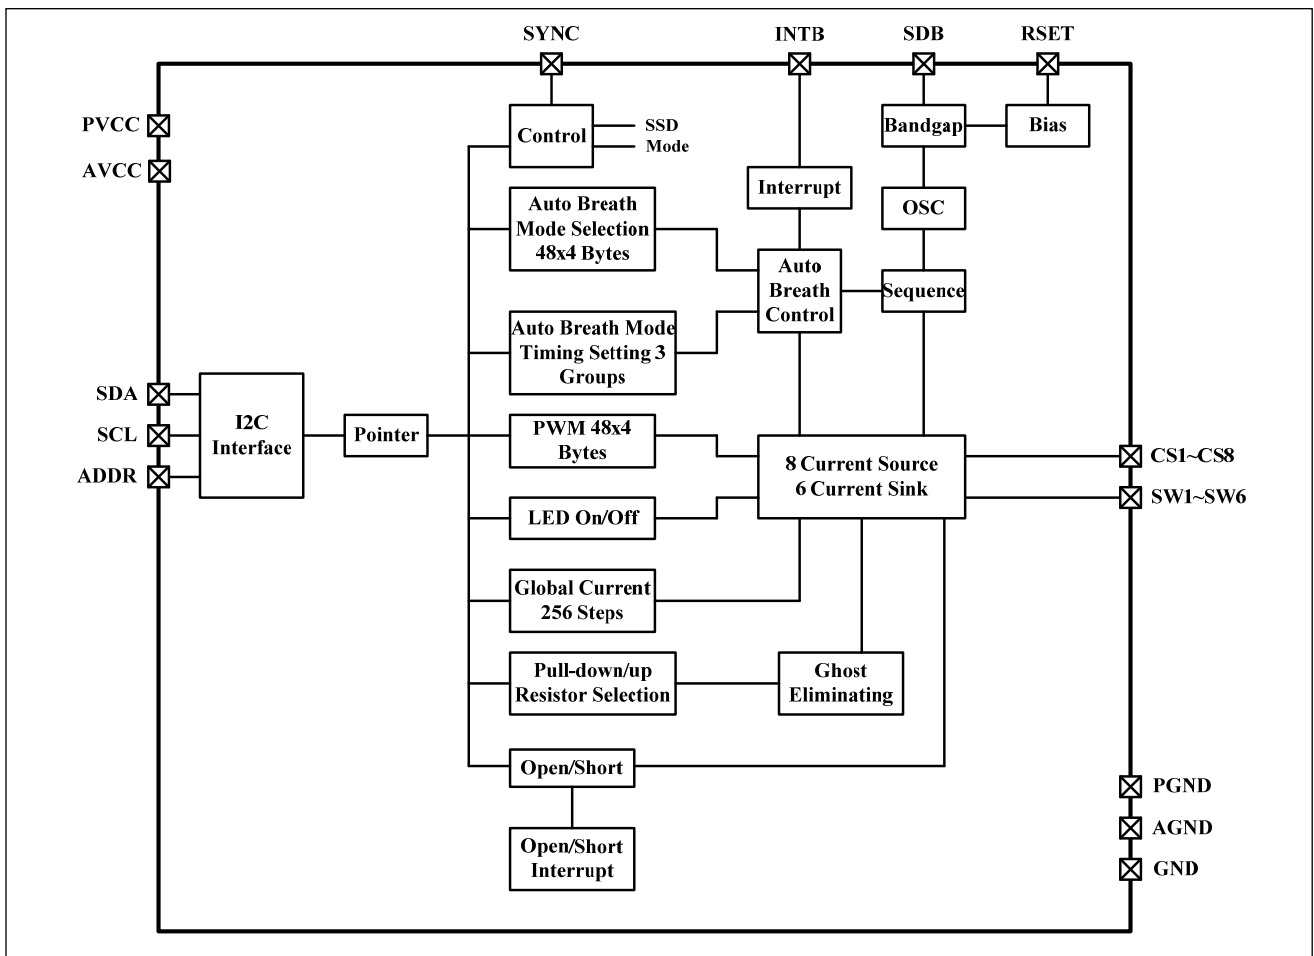 SYNC
INTB
SDB
RSET
PVCC
AVCC
Control
SSD
Mode
Bandgap
Bias
Interrupt
OSC
Auto Breath
Mode Selection
48x4 Bytes
Auto
Breath
Control
Sequence
Auto Breath Mode
Timing Setting 3
Groups
SDA
SCL
ADDR
I2C
Interface
Pointer
PWM 48x4
Bytes
8 Current Source
6 Current Sink
CS1~CS8
SW1~SW6
LED On/Off
Global Current
256 Steps
Pull-down/up
Resistor Selection
Ghost
Eliminating
Open/Short
Open/Short
Interrupt
PGND
AGND
GND